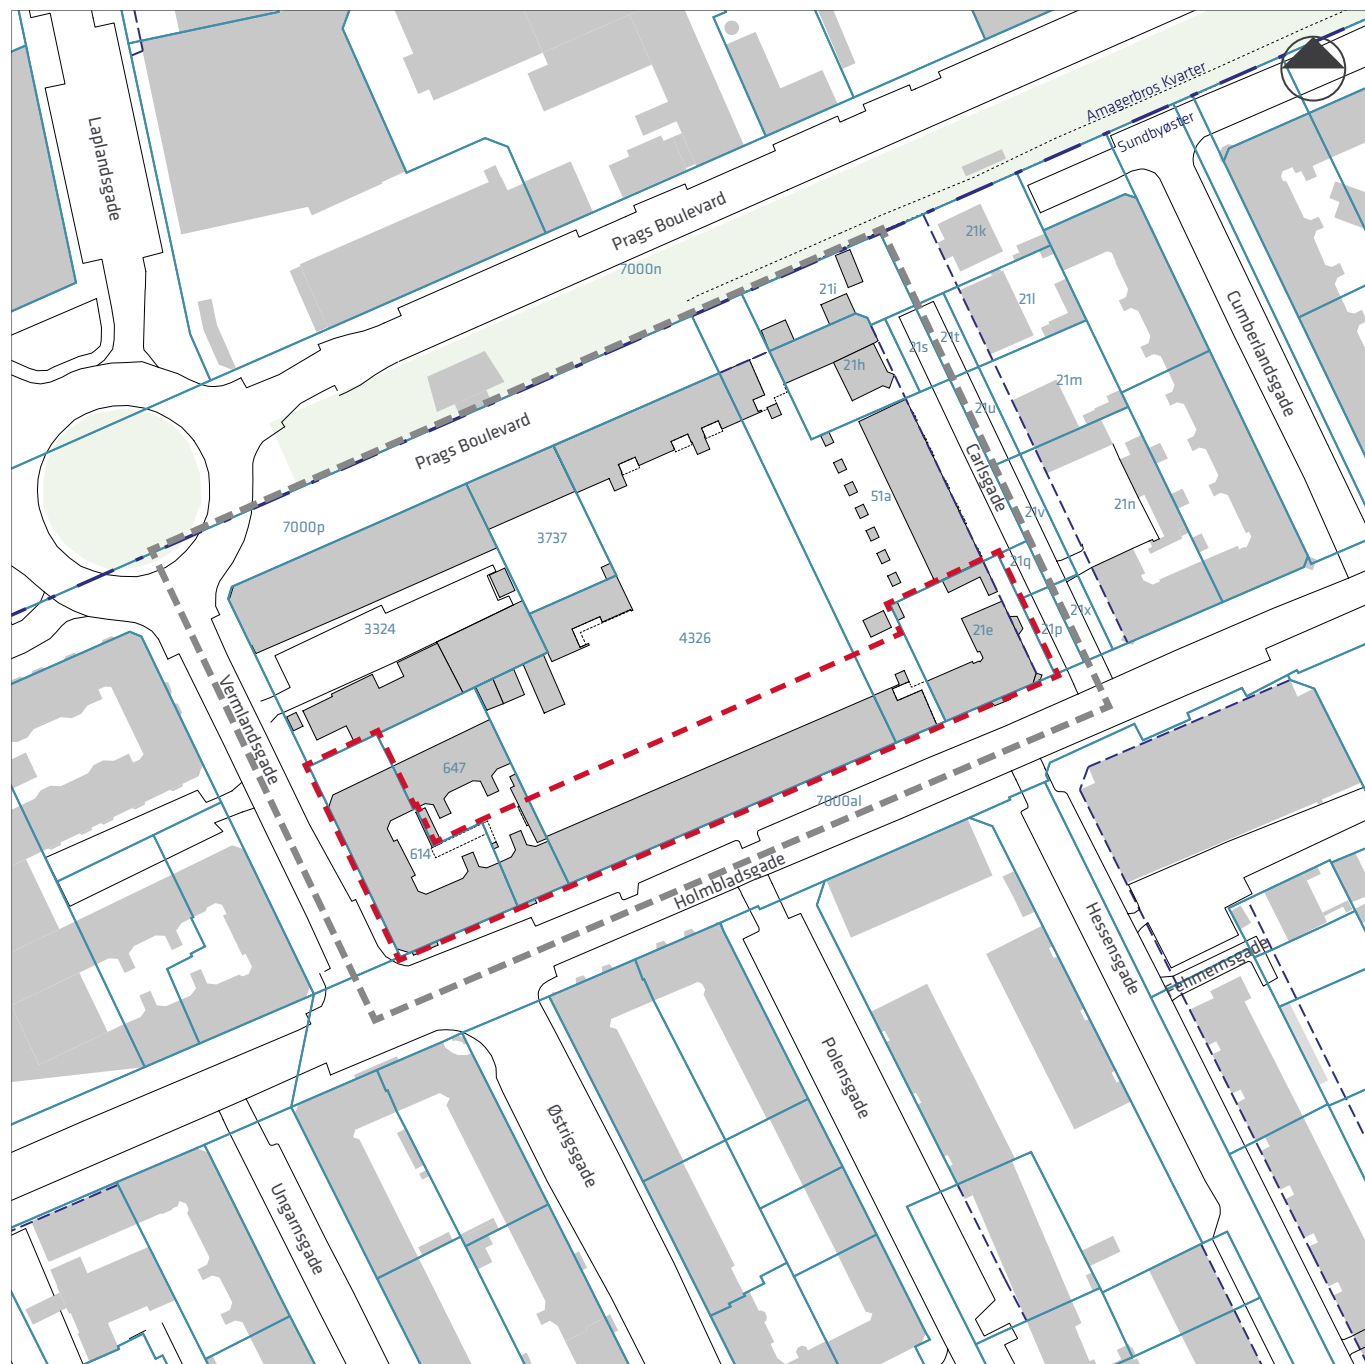 Amagerbros Kvarter
Sundbyøster
Laplandsgade
Prags Boulevard
7000n
21k
21i
21l
Cumberlandsgade
21t
21s
21h
21m
21u
Prags Boulevard
Carlsgade
51a
21n
21v
7000p
3737
21q
21x
3324
4326
21e
21p
Vermlandsgade
647
7000al
614
Holmbladsgade
Hessensgade
Fehmernsgade
Polensgade
Østrigsgade
Ungarnsgade